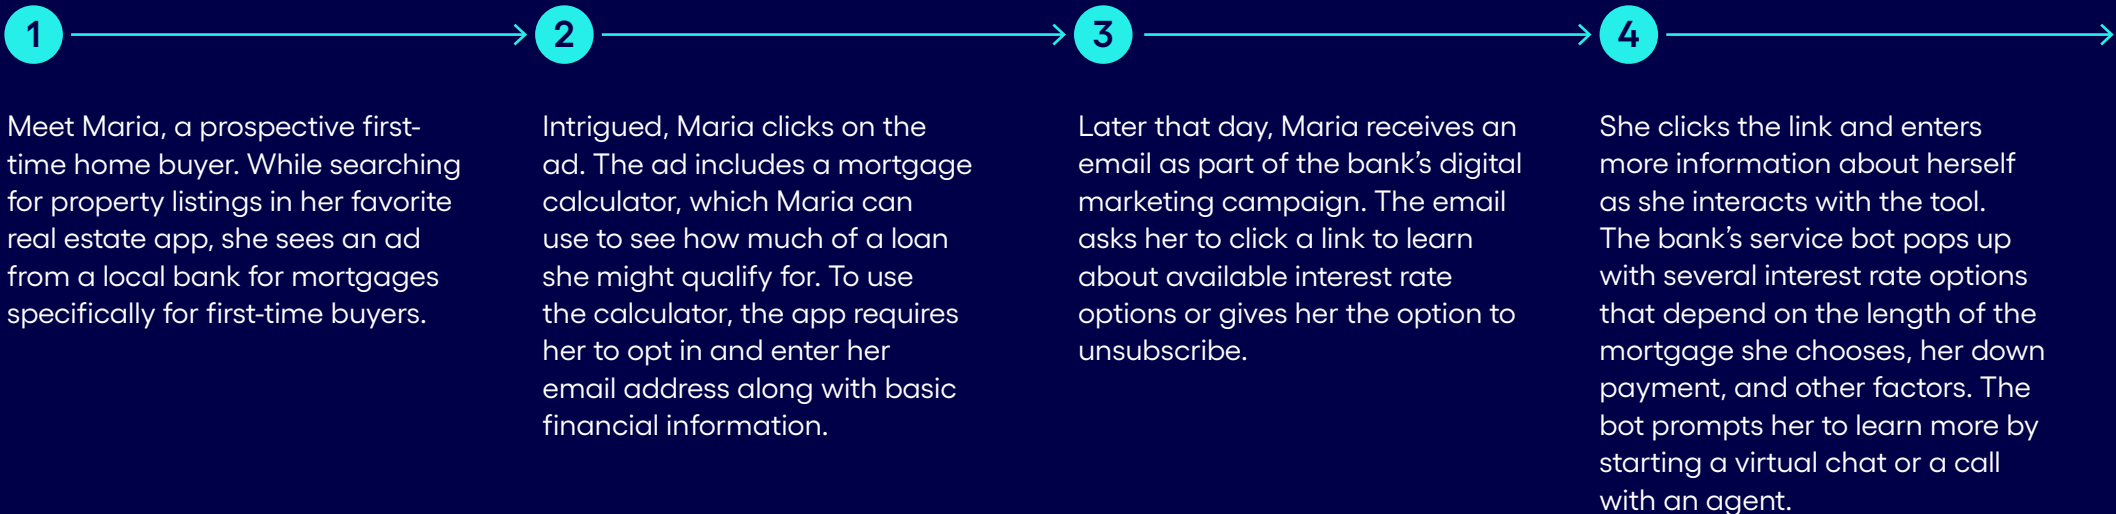 1
2
3
4
Meet Maria, a prospective first-
time home buyer. While searching
for property listings in her favorite
real estate app, she sees an ad
from a local bank for mortgages
specifically for first-time buyers.
Intrigued, Maria clicks on the
ad. The ad includes a mortgage
calculator, which Maria can
use to see how much of a loan
she might qualify for. To use
the calculator, the app requires
her to opt in and enter her
email address along with basic
financial information.
Later that day, Maria receives an
email as part of the bank’s digital
marketing campaign. The email
asks her to click a link to learn
about available interest rate
options or gives her the option to
unsubscribe.
She clicks the link and enters
more information about herself
as she interacts with the tool.
The bank’s service bot pops up
with several interest rate options
that depend on the length of the
mortgage she chooses, her down
payment, and other factors. The
bot prompts her to learn more by
starting a virtual chat or a call
with an agent.